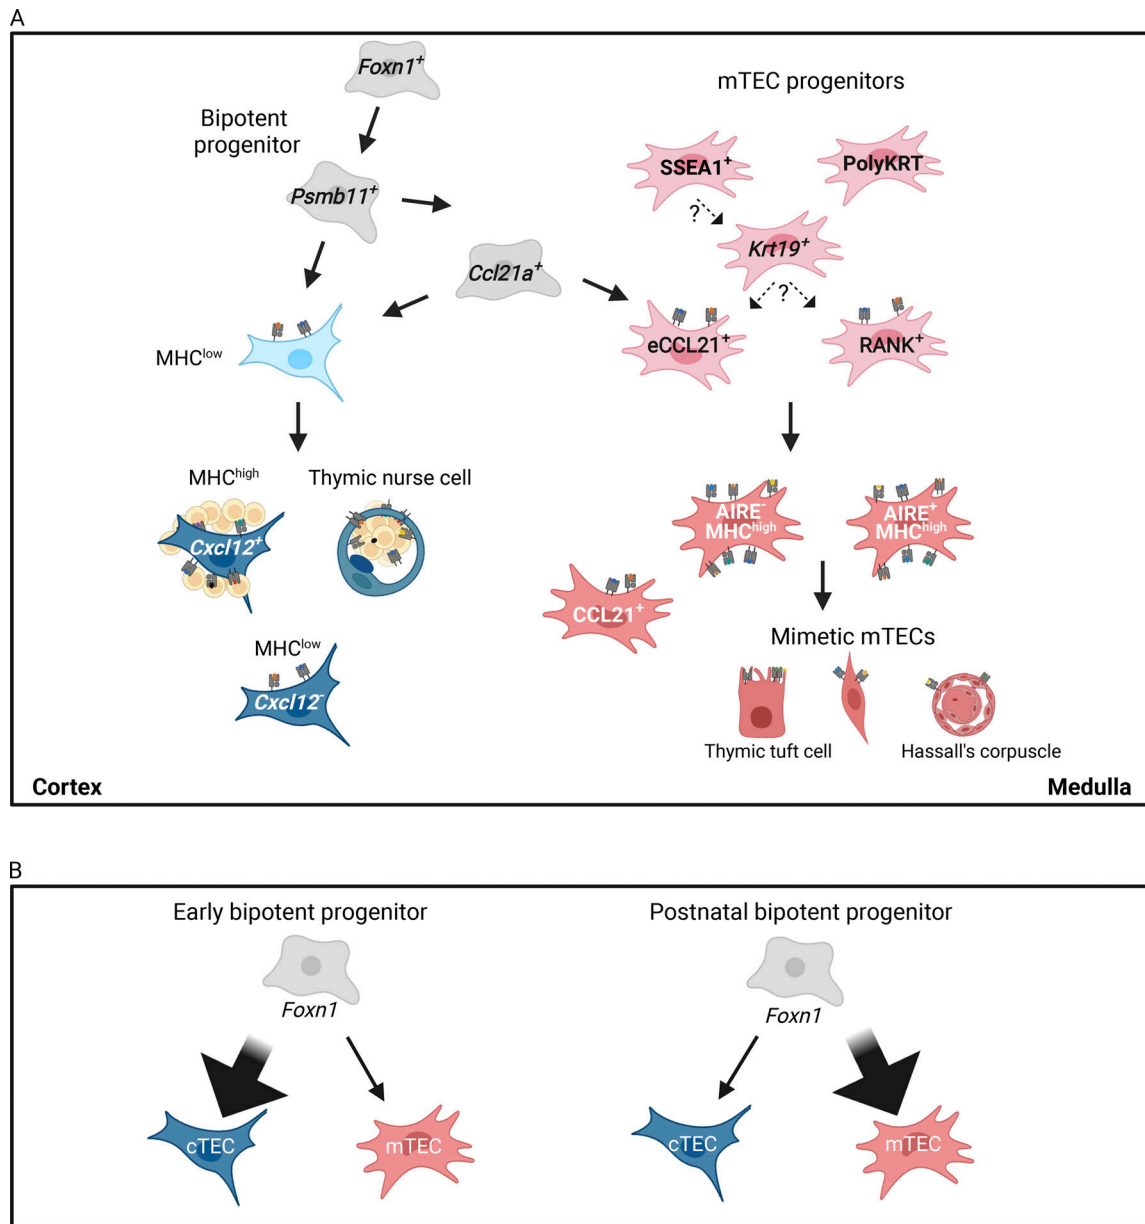 A
Foxn1⁺
mTEC progenitors
Bipotent
progenitor
SSEA1⁺
PolyKRT
Psmb11⁺
?
Krt19⁺
Ccl21a⁺
?
eCCL21⁺
RANK⁺
MHCˡᵒʷ
MHCʰⁱᵍʰ
Thymic nurse cell
Cxcl12⁺
AIRE⁻
MHCʰⁱᵍʰ
AIRE⁺
MHCʰⁱᵍʰ
CCL21⁺
Mimetic mTECs
MHCˡᵒʷ
Cxcl12⁻
Thymic tuft cell
Hassall's corpuscle
Cortex
Medulla
B
Early bipotent progenitor
Postnatal bipotent progenitor
Foxn1
Foxn1
cTEC
mTEC
cTEC
mTEC